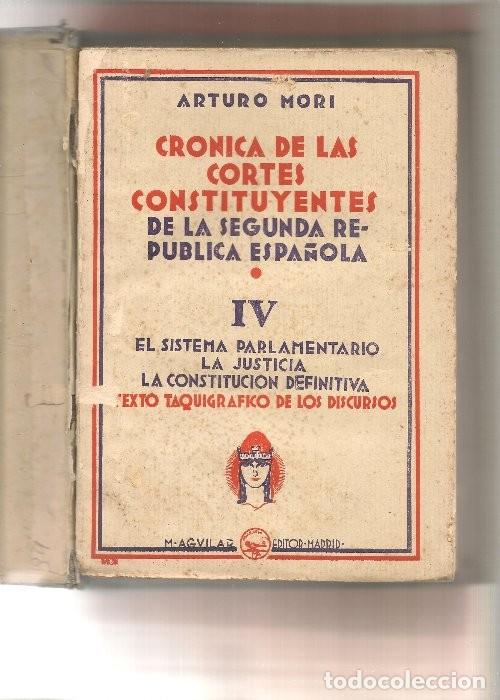 ARTURO MORI
CRONICA DE LAS
CORTES
CONSTITUYENTES
DE LA SEGUNDA RE-
PUBLICA ESPAÑOLA
IV
EL SISTEMA PARLAMENTARIO
LA JUSTICIA
LA CONSTITUCION DEFINITIVA
TEXTO TAQUIGRAFICO DE LOS DISCURSOS
M·AGUILAR EDITOR·MADRID·
todocoleccion